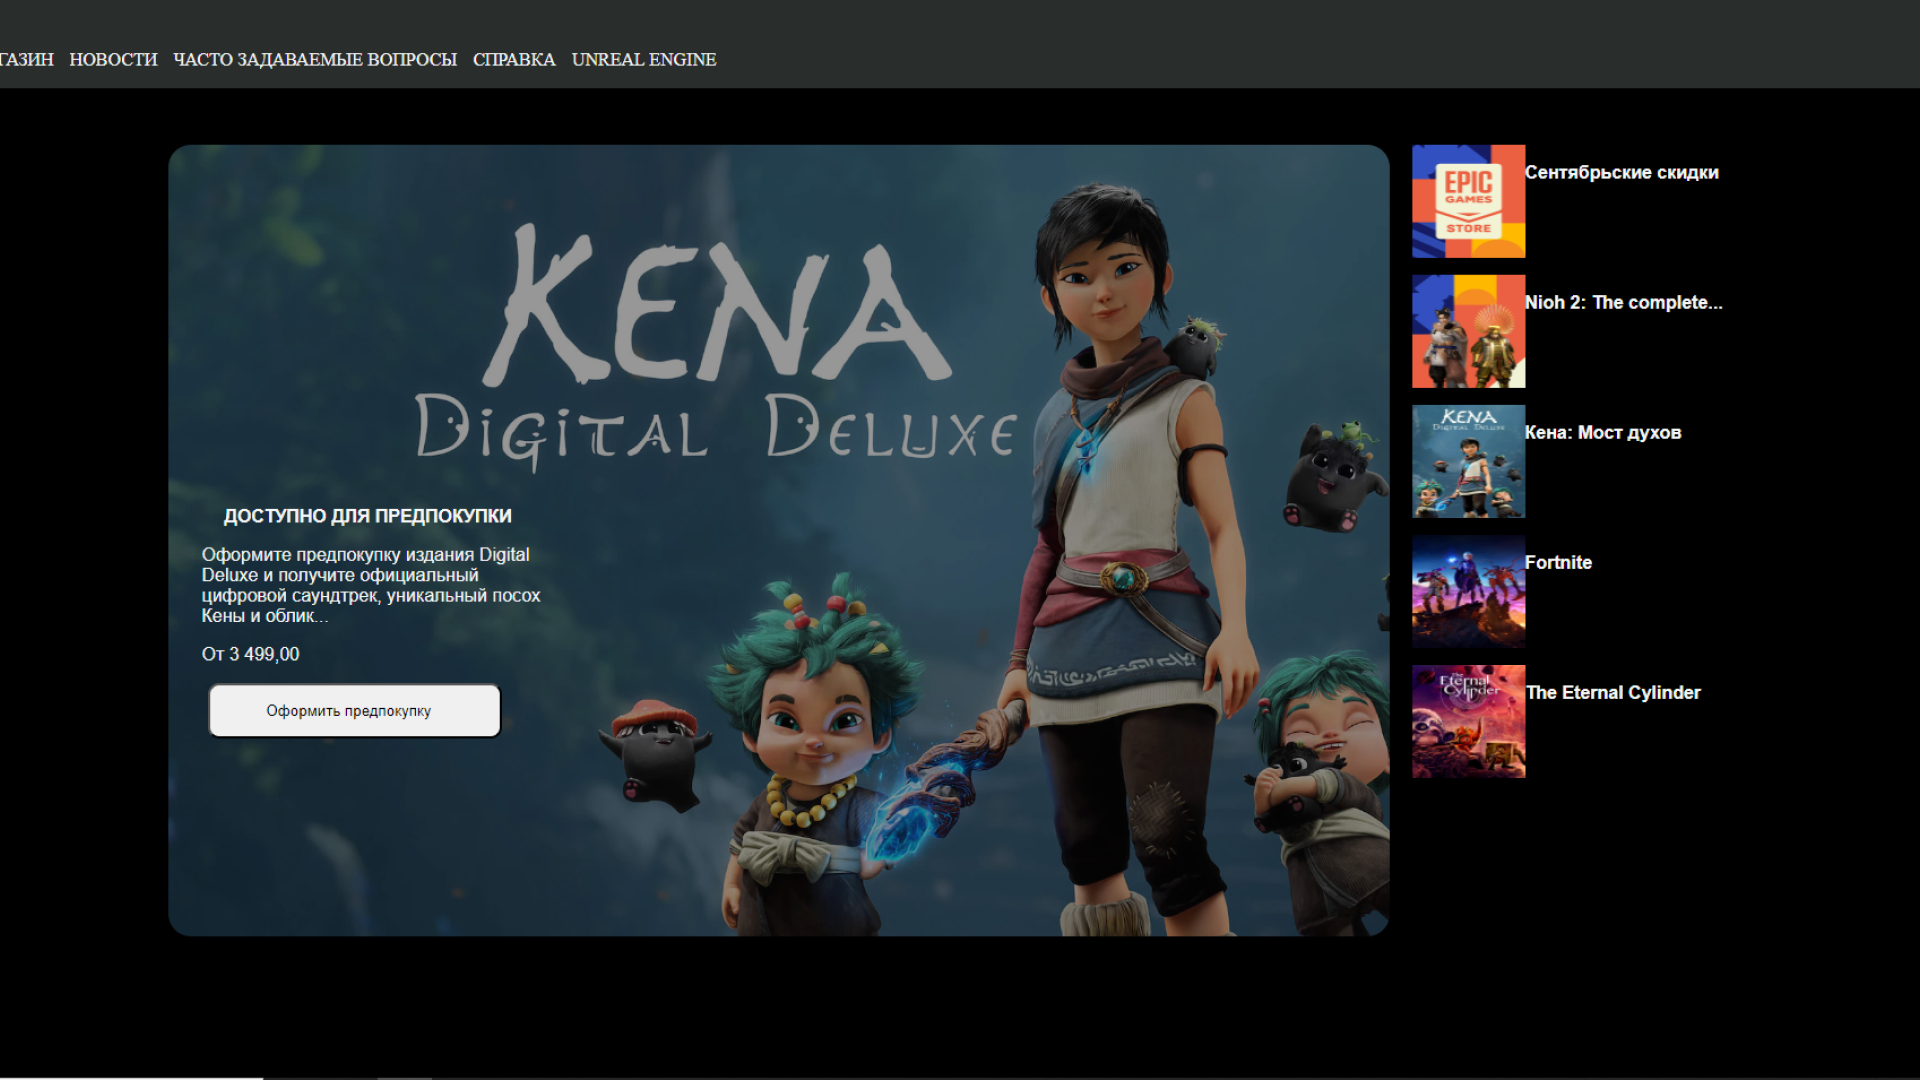 ГАЗИН НОВОСТИ ЧАСТО ЗАДАВАЕМЫЕ ВОПРОСЫ СПРАВКА UNREAL ENGINE
KENA
DIGITAL DELUXE
ДОСТУПНО ДЛЯ ПРЕДПОКУПКИ
Оформите предпокупку издания Digital
Deluxe и получите официальный
цифровой саундтрек, уникальный посох
Кены и облик...
От 3 499,00
Оформить предпокупку
EPIC
GAMES
STORE
Сентябрьские скидки
Nioh 2: The complete...
KENA
DIGITAL DELUXE
Кена: Мост духов
Fortnite
The
Eternal
Cylinder
The Eternal Cylinder